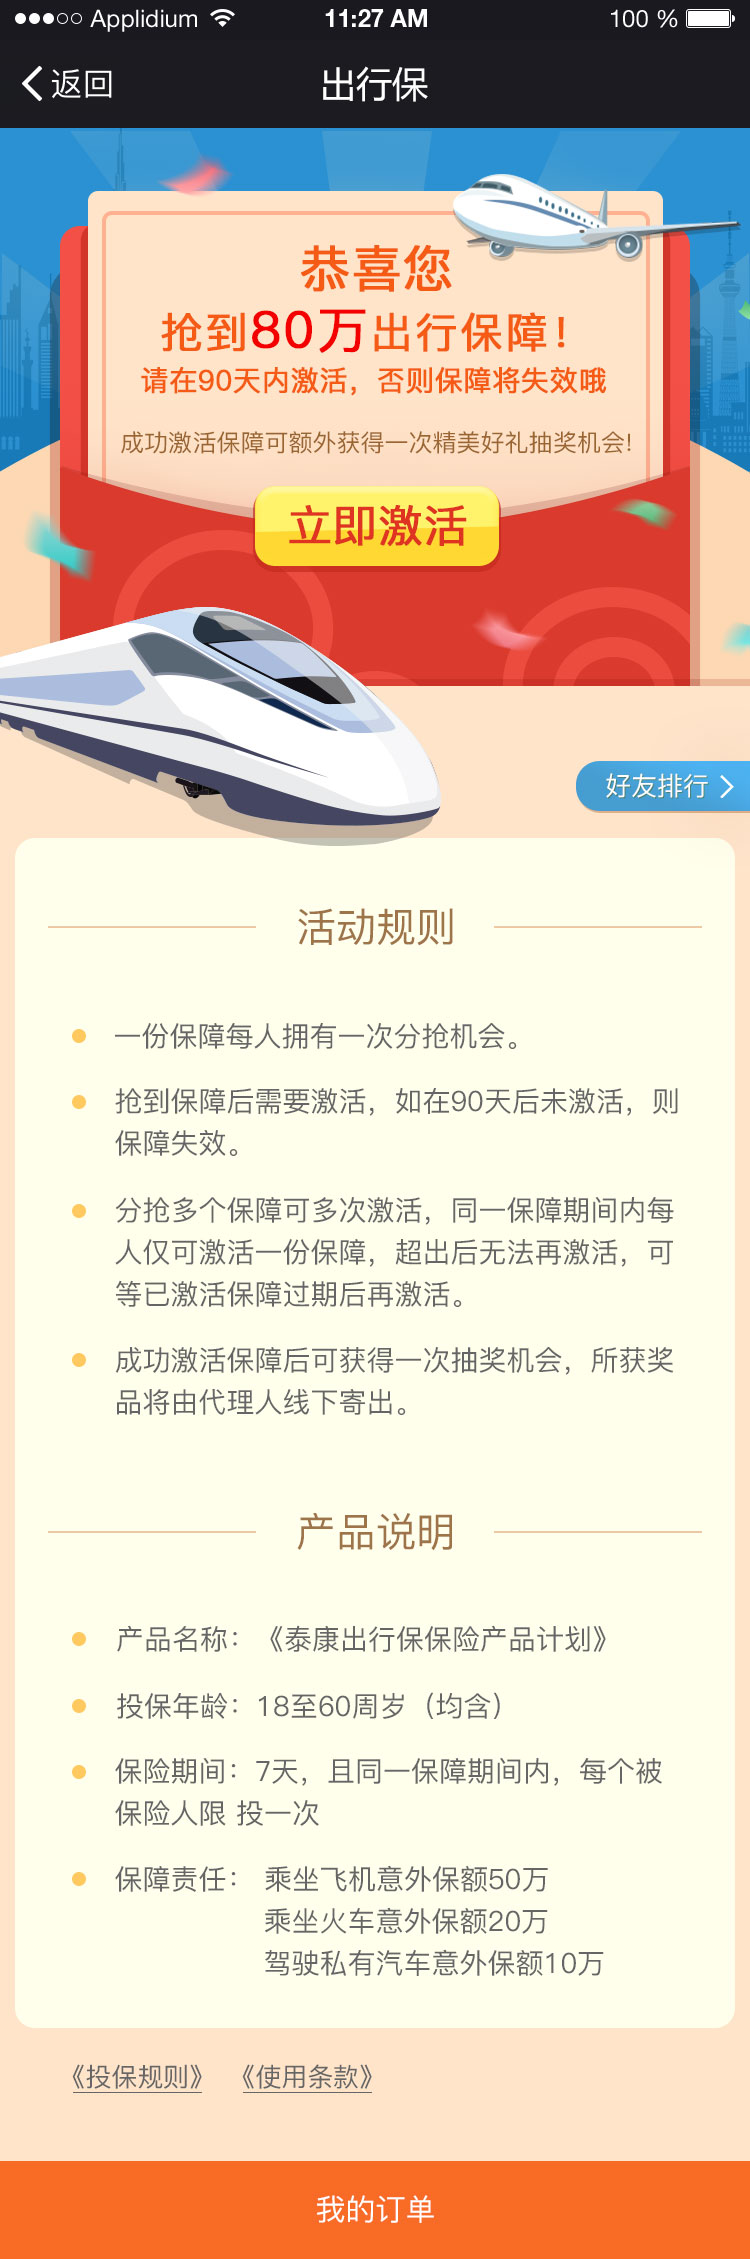 Applidium 11:27 AM 100 %
返回 出行保
恭喜您
抢到80万出行保障！
请在90天内激活，否则保障将失效哦
成功激活保障可额外获得一次精美好礼抽奖机会!
立即激活
好友排行
活动规则
一份保障每人拥有一次分抢机会。
抢到保障后需要激活，如在90天后未激活，则
保障失效。
分抢多个保障可多次激活，同一保障期间内每
人仅可激活一份保障，超出后无法再激活，可
等已激活保障过期后再激活。
成功激活保障后可获得一次抽奖机会，所获奖
品将由代理人线下寄出。
产品说明
产品名称：《泰康出行保保险产品计划》
投保年龄：18至60周岁（均含）
保险期间：7天，且同一保障期间内，每个被
保险人限 投一次
保障责任： 乘坐飞机意外保额50万
乘坐火车意外保额20万
驾驶私有汽车意外保额10万
《投保规则》 《使用条款》
我的订单